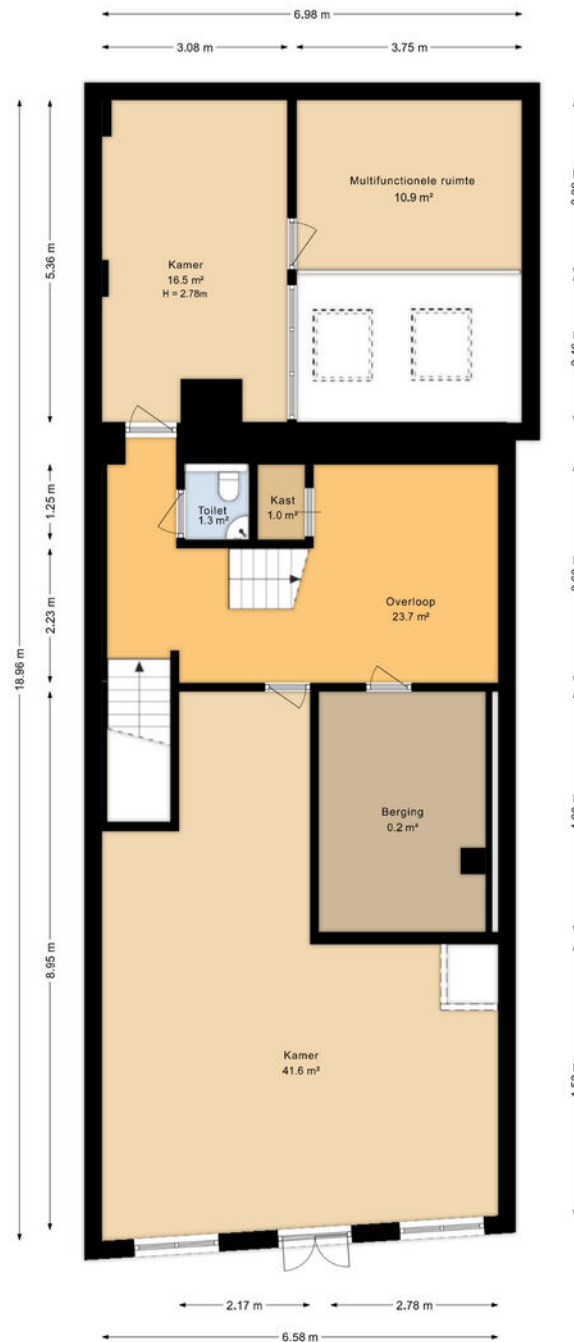 6.98 m
3.08 m
3.75 m
Multifunctionele ruimte
10.9 m²
5.36 m
Kamer
16.5 m²
H = 2.78m
1.25 m
Toilet
1.3 m²
Kast
1.0 m²
2.23 m
Overloop
23.7 m²
18.96 m
Berging
0.2 m²
8.95 m
Kamer
41.6 m²
2.17 m
2.78 m
6.58 m